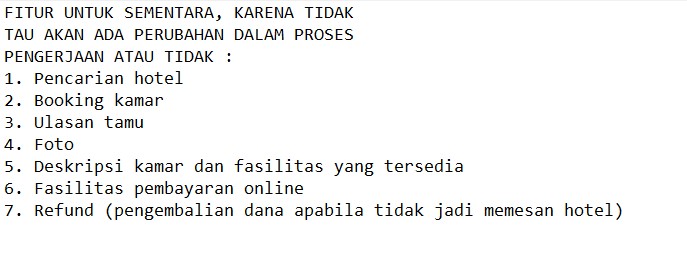 FITUR UNTUK SEMENTARA, KARENA TIDAK
TAU AKAN ADA PERUBAHAN DALAM PROSES
PENGERJAAN ATAU TIDAK :
1. Pencarian hotel
2. Booking kamar
3. Ulasan tamu
4. Foto
5. Deskripsi kamar dan fasilitas yang tersedia
6. Fasilitas pembayaran online
7. Refund (pengembalian dana apabila tidak jadi memesan hotel)